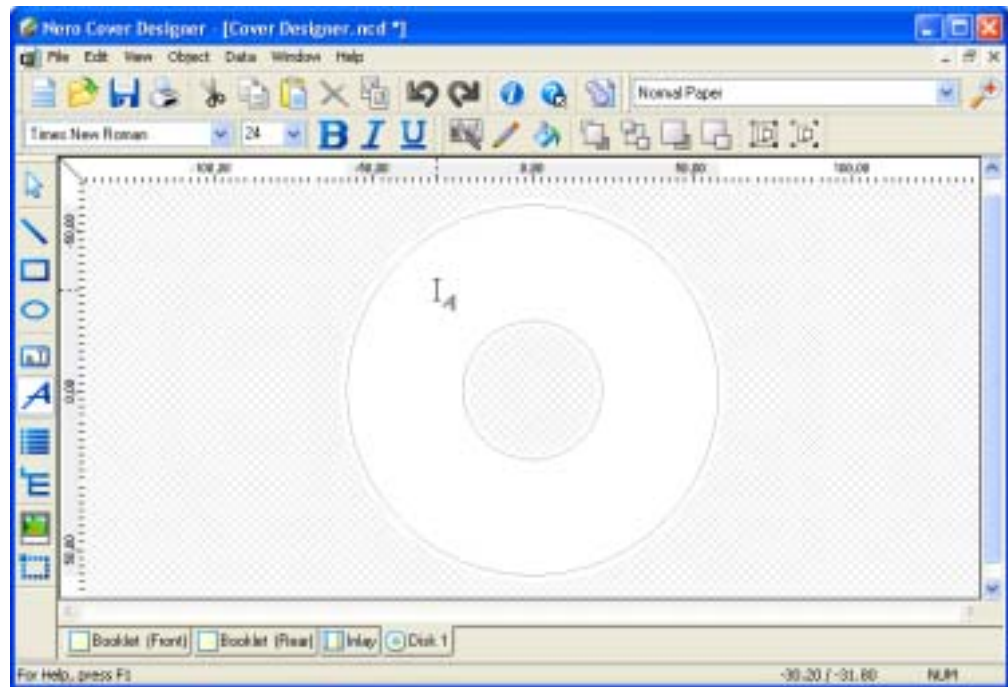 Nero Cover Designer - [Cover Designer.ncd *]
File Edit View Object Data Window Help
Normal Paper
Times New Roman 24 B I U
100,00 -50,00 0,00 50,00 100,00
-50,00
0,00
50,00
Booklet (Front) Booklet (Rear) Inlay Disk 1
For Help, press F1 -30.20 / -31.80 NUM